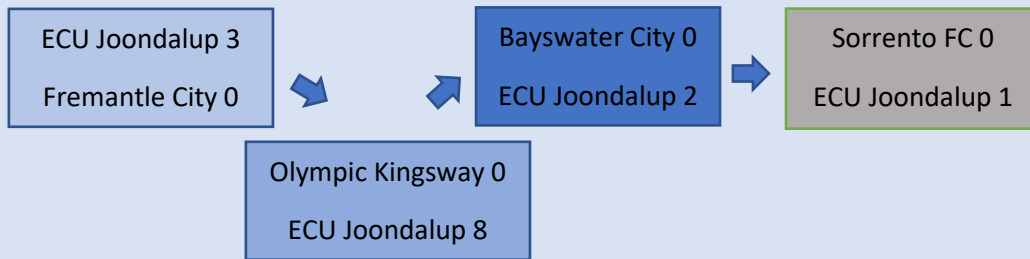 ECU Joondalup 3
Fremantle City 0
Olympic Kingsway 0
ECU Joondalup 8
Bayswater City 0
ECU Joondalup 2
Sorrento FC 0
ECU Joondalup 1